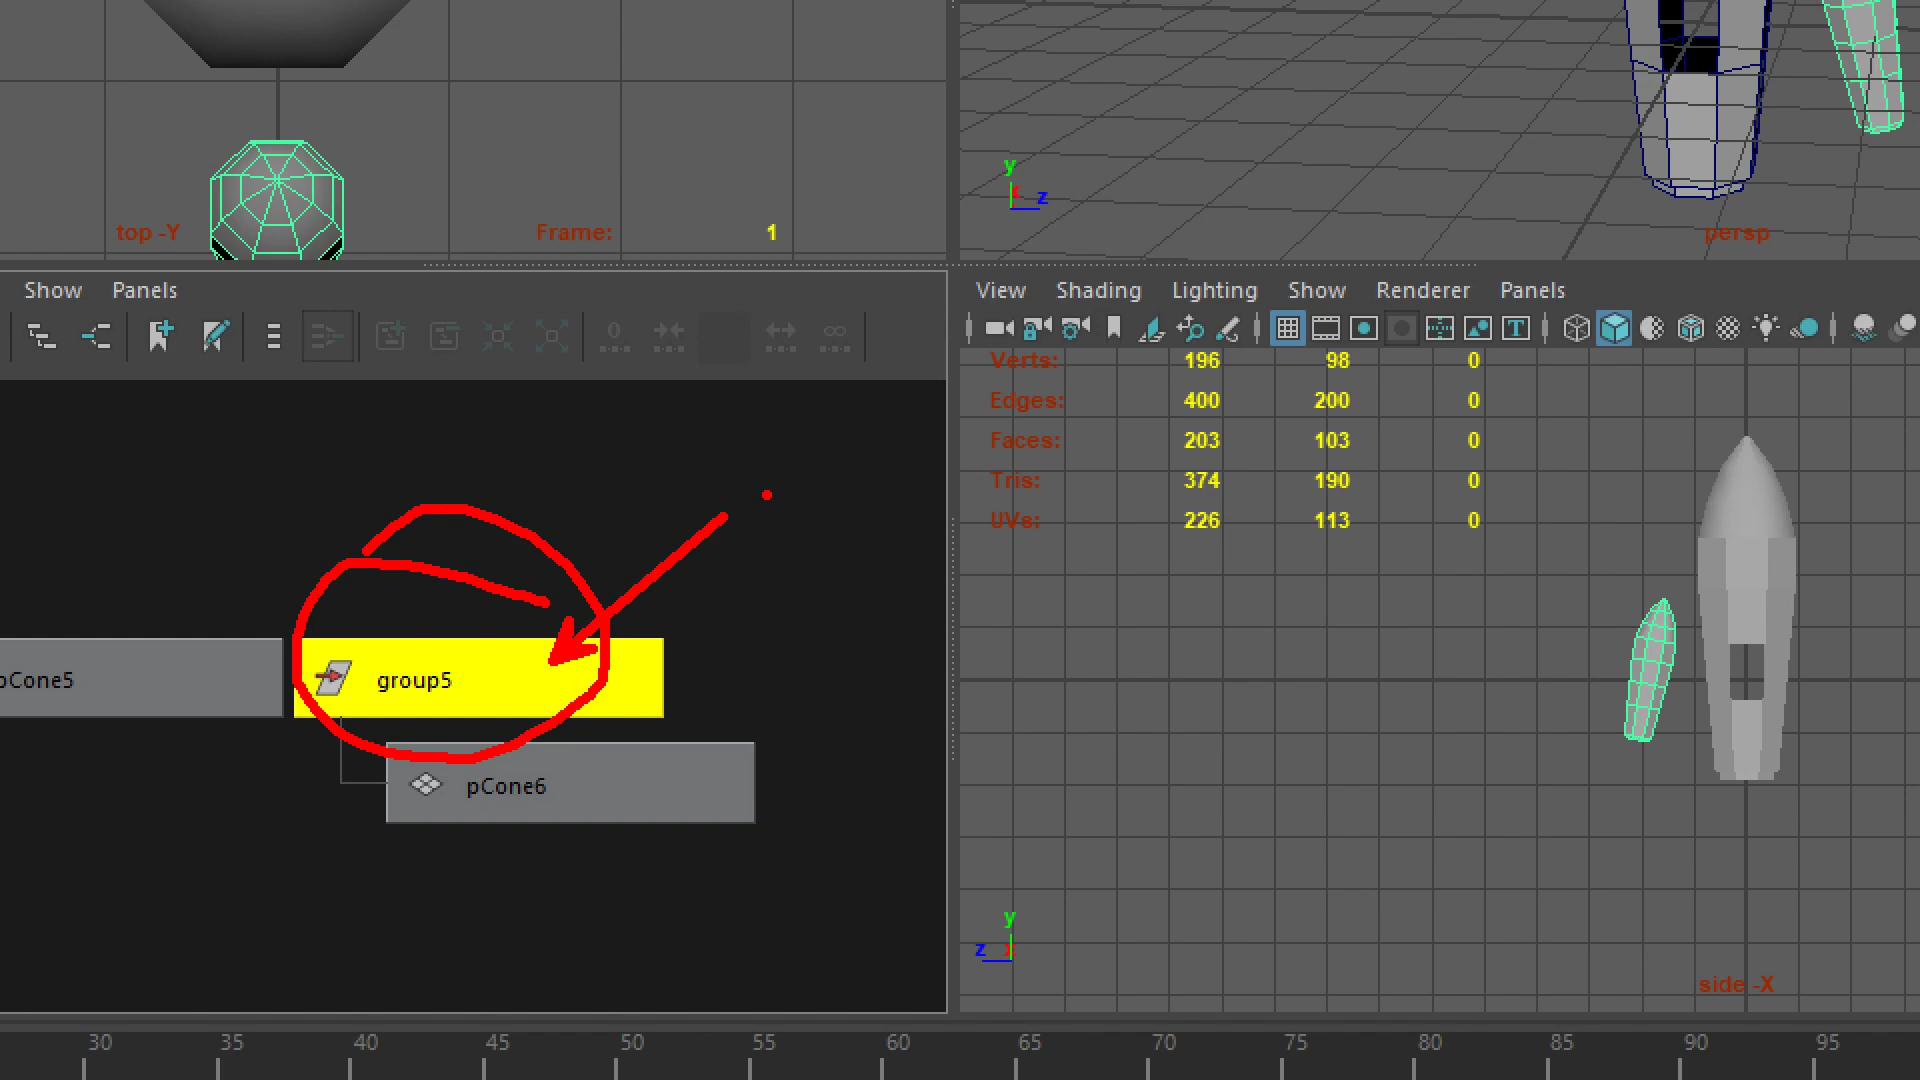 y
z
top -Y
Frame:
1
persp
Show
Panels
View
Shading
Lighting
Show
Renderer
Panels
0
∞
T
Verts: 196 98 0
Edges: 400 200 0
Faces: 203 103 0
Tris: 374 190 0
UVs: 226 113 0
pCone5
group5
pCone6
y
z x
side -X
30 35 40 45 50 55 60 65 70 75 80 85 90 95